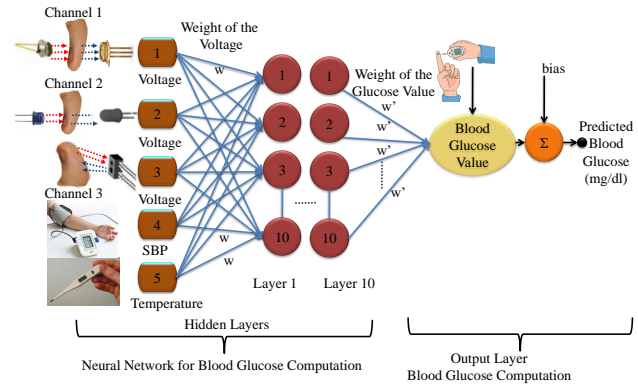 Channel 1
Weight of the
Voltage
1
Voltage
w
Channel 2
2
Voltage
3
Voltage
Channel 3
4
SBP
w
5
w
Temperature
1
2
3
10
......
Layer 1
1
2
3
10
Layer 10
Weight of the
Glucose Value
w'
w'
w'
w'
Blood
Glucose
Value
bias
Σ
Predicted
Blood
Glucose
(mg/dl)
Hidden Layers
Neural Network for Blood Glucose Computation
Output Layer
Blood Glucose Computation